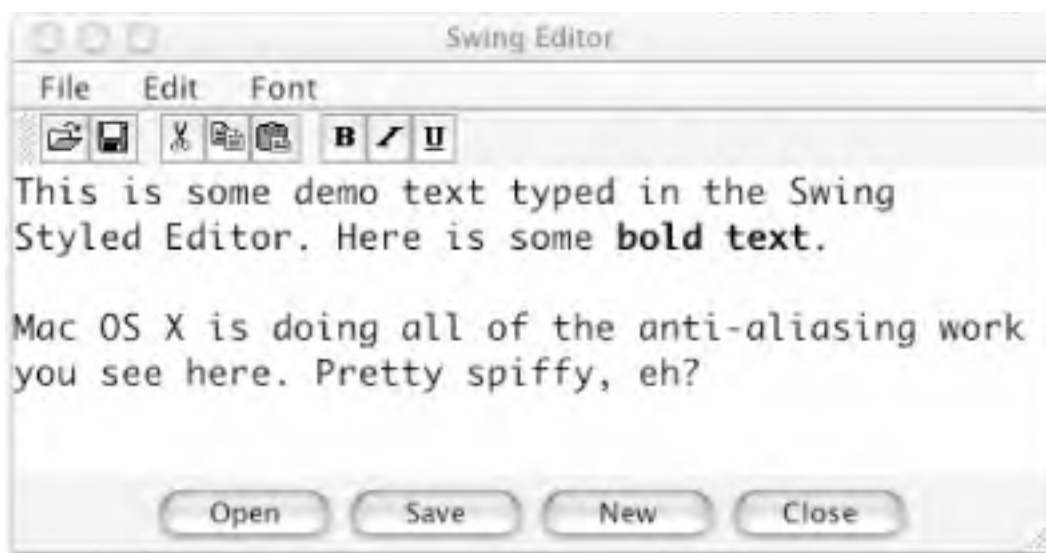 Swing Editor
File Edit Font
B I U
This is some demo text typed in the Swing
Styled Editor. Here is some bold text.
Mac OS X is doing all of the anti-aliasing work
you see here. Pretty spiffy, eh?
Open Save New Close